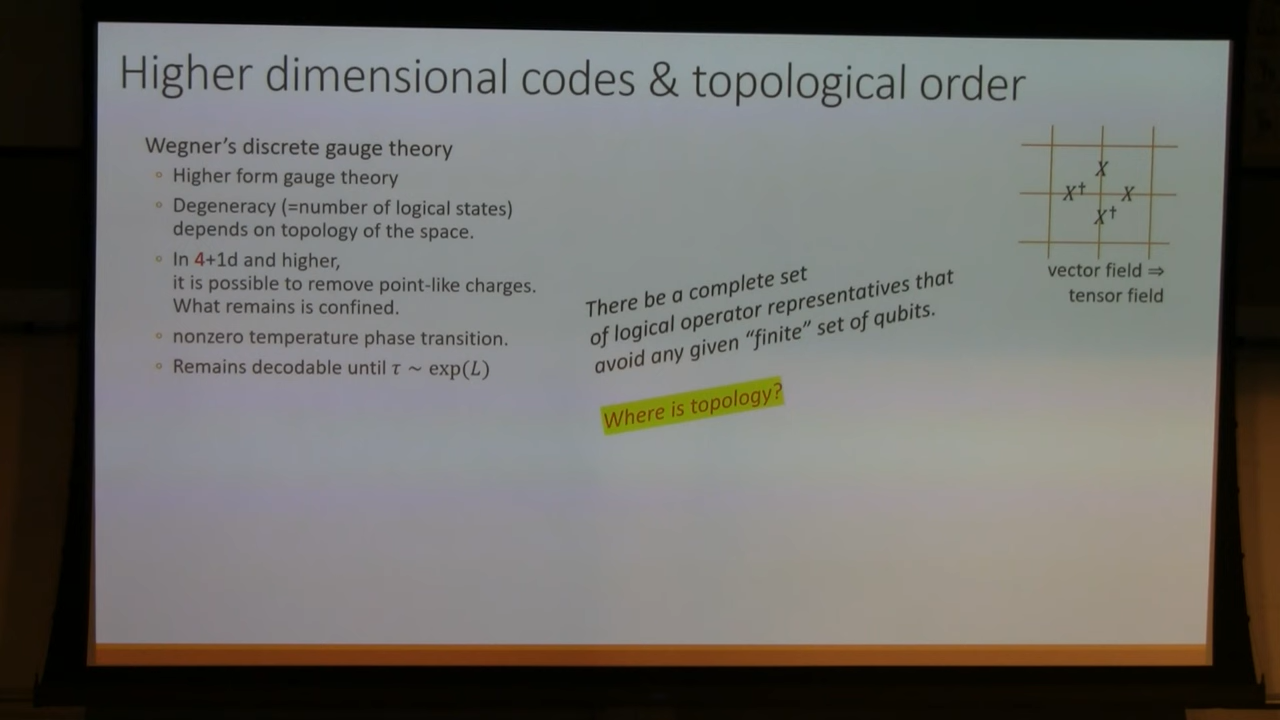 Higher dimensional codes & topological order
Wegner's discrete gauge theory
◦ Higher form gauge theory
◦ Degeneracy (=number of logical states)
depends on topology of the space.
◦ In 4+1d and higher,
it is possible to remove point-like charges.
What remains is confined.
◦ nonzero temperature phase transition.
◦ Remains decodable until τ ~ exp(L)
There be a complete set
of logical operator representatives that
avoid any given "finite" set of qubits.
Where is topology?
X
X† X
X†
vector field ⇒
tensor field